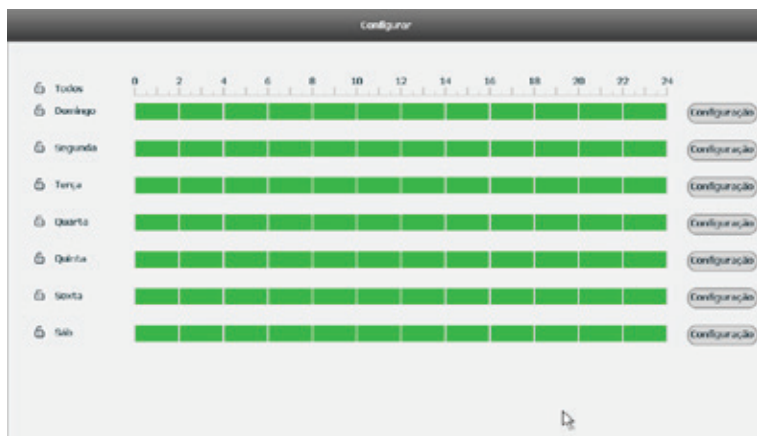 Configurar
0 2 4 6 8 10 12 14 16 18 20 22 24
Todos
Domingo Configuração
Segunda Configuração
Terça Configuração
Quarta Configuração
Quinta Configuração
Sexta Configuração
Sáb Configuração